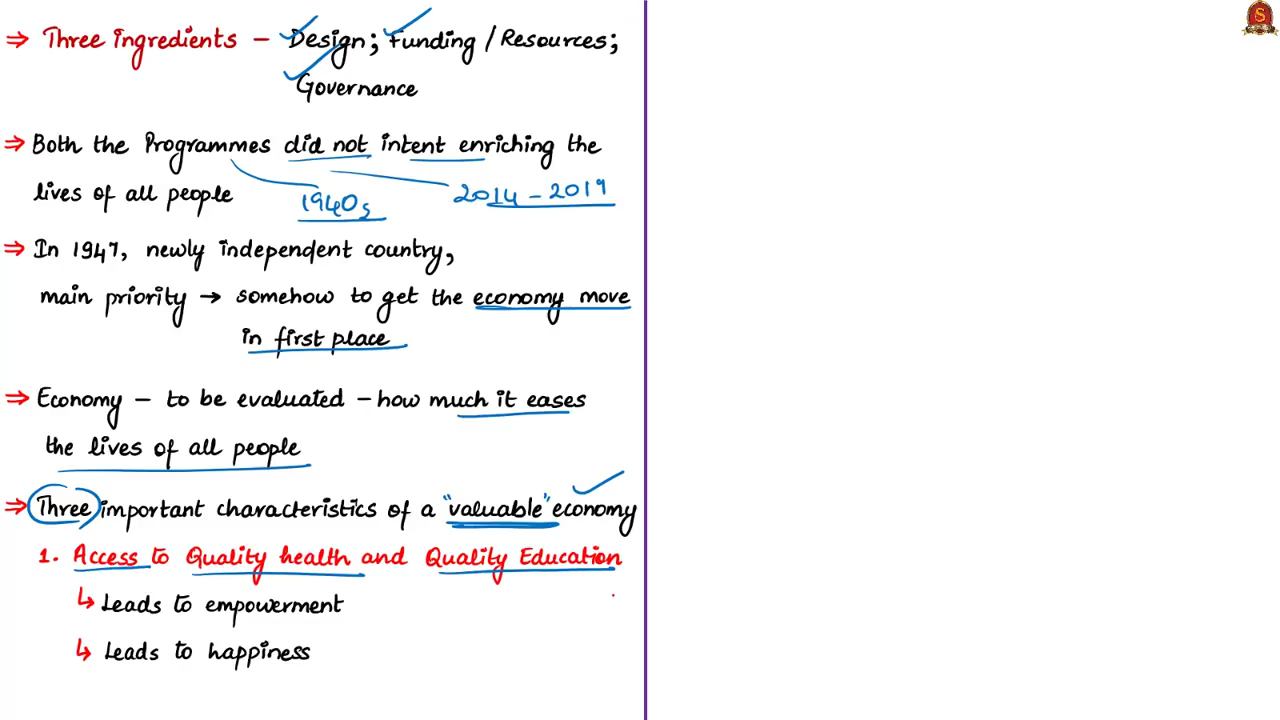 ⇒ Three ingredients - Design; Funding / Resources;
Governance
⇒ Both the Programmes did not intent enriching the
lives of all people
1940s
2014 - 2019
⇒ In 1947, newly independent country,
main priority → somehow to get the economy move
in first place
⇒ Economy - to be evaluated - how much it eases
the lives of all people
⇒ Three important characteristics of a "valuable" economy
1. Access to Quality health and Quality Education
↳ Leads to empowerment
↳ Leads to happiness
S